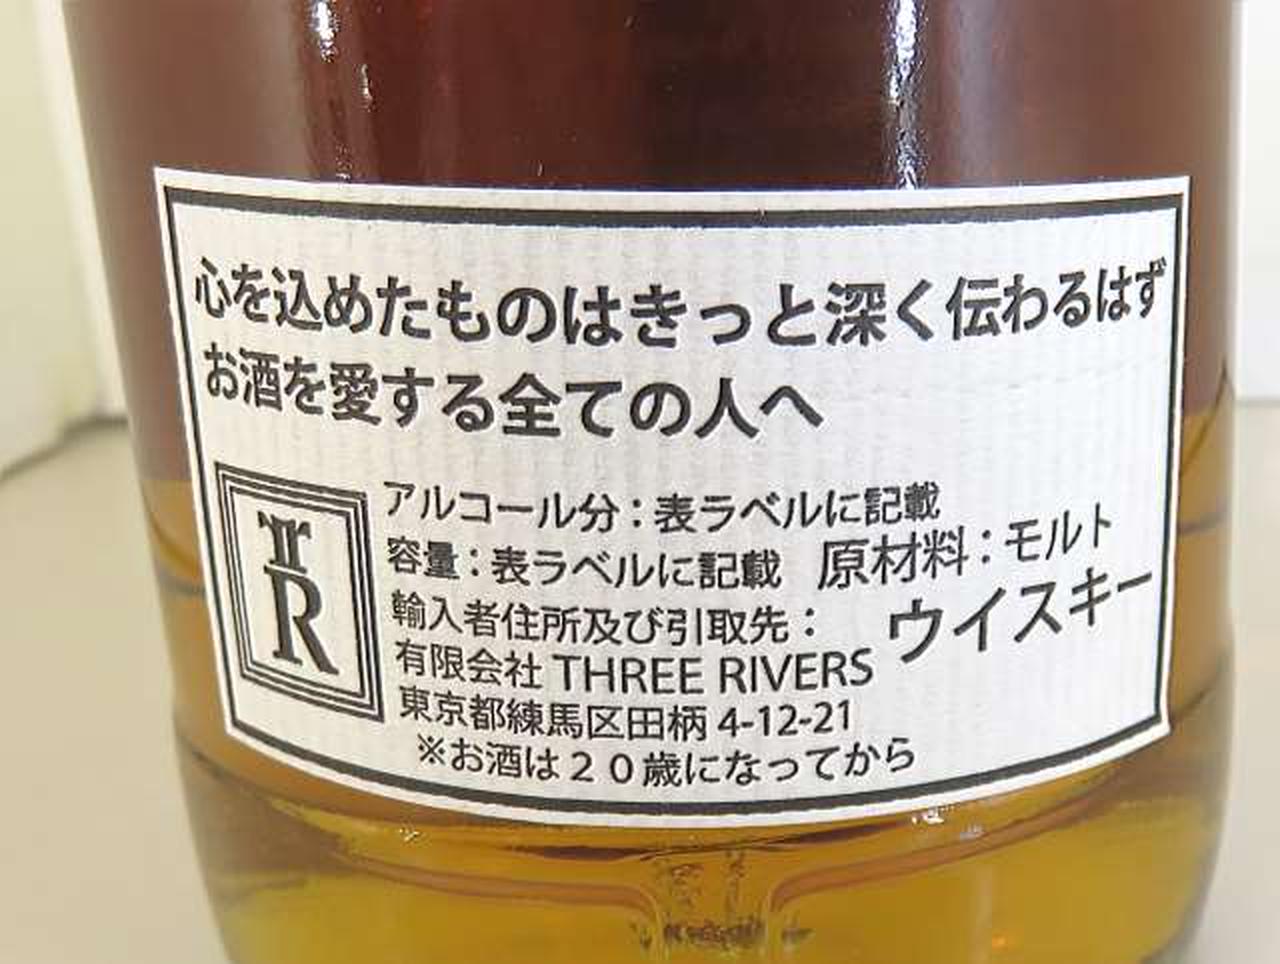 心を込めたものはきっと深く伝わるはず
お酒を愛する全ての人へ
TR
アルコール分：表ラベルに記載
容量：表ラベルに記載 原材料：モルト
ウイスキー
輸入者住所及び引取先：
有限会社 THREE RIVERS
東京都練馬区田柄 4-12-21
※お酒は２０歳になってから